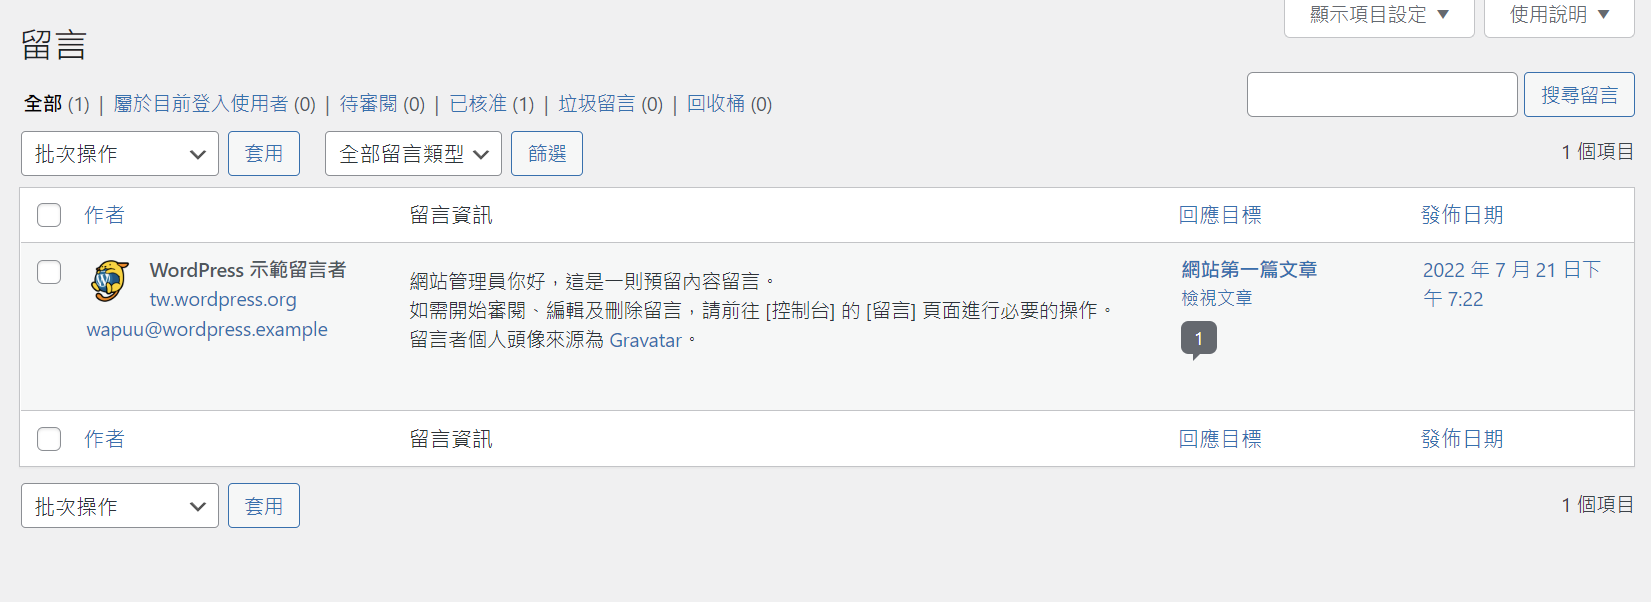 顯示項目設定 ▼ 使用說明 ▼
留言
全部 (1) | 屬於目前登入使用者 (0) | 待審閱 (0) | 已核准 (1) | 垃圾留言 (0) | 回收桶 (0)
搜尋留言
批次操作 套用 全部留言類型 篩選 1 個項目
作者 留言資訊 回應目標 發佈日期
WordPress 示範留言者
tw.wordpress.org
wapuu@wordpress.example
網站管理員你好，這是一則預留內容留言。
如需開始審閱、編輯及刪除留言，請前往 [控制台] 的 [留言] 頁面進行必要的操作。
留言者個人頭像來源為 Gravatar。
網站第一篇文章
檢視文章
1
2022 年 7 月 21 日下
午 7:22
作者 留言資訊 回應目標 發佈日期
批次操作 套用 1 個項目